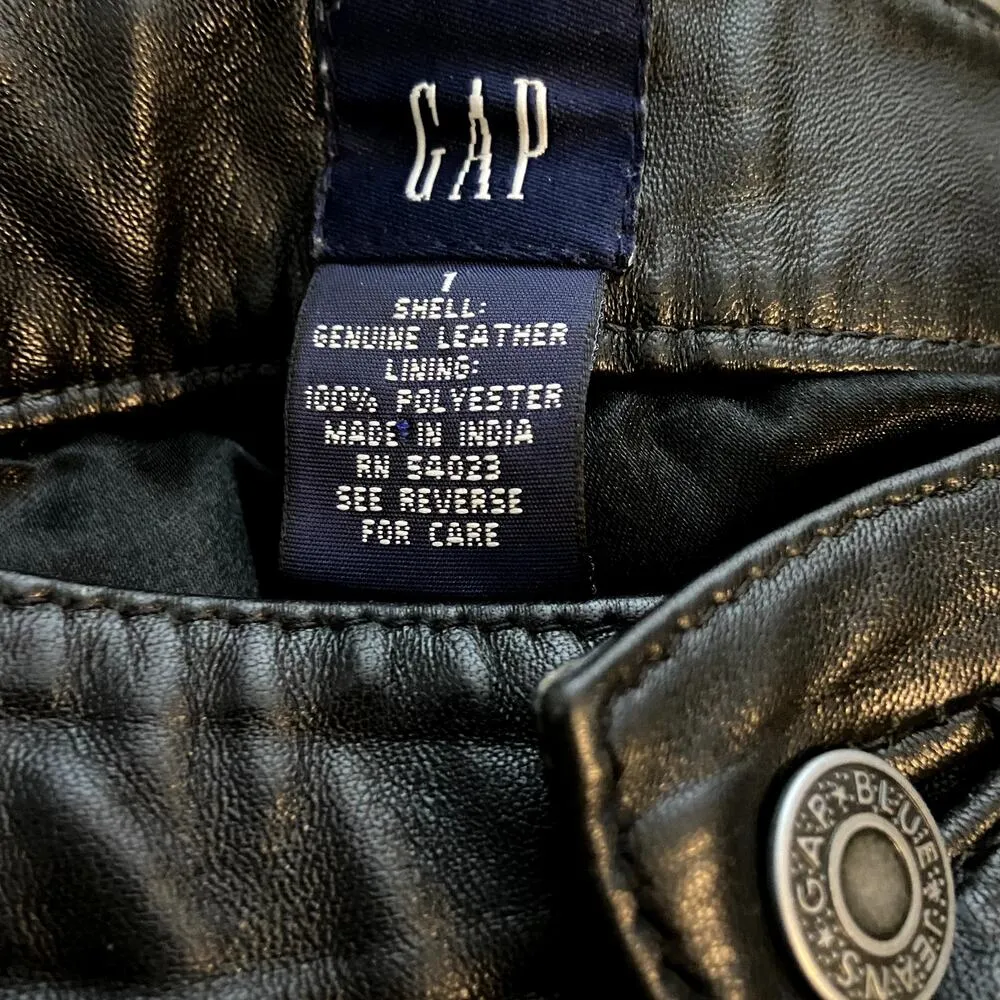 GAP
1
SHELL:
GENUINE LEATHER
LINING:
100% POLYESTER
MADE IN INDIA
RN 54023
SEE REVERSE
FOR CARE
GAP★BLUE★JEANS★